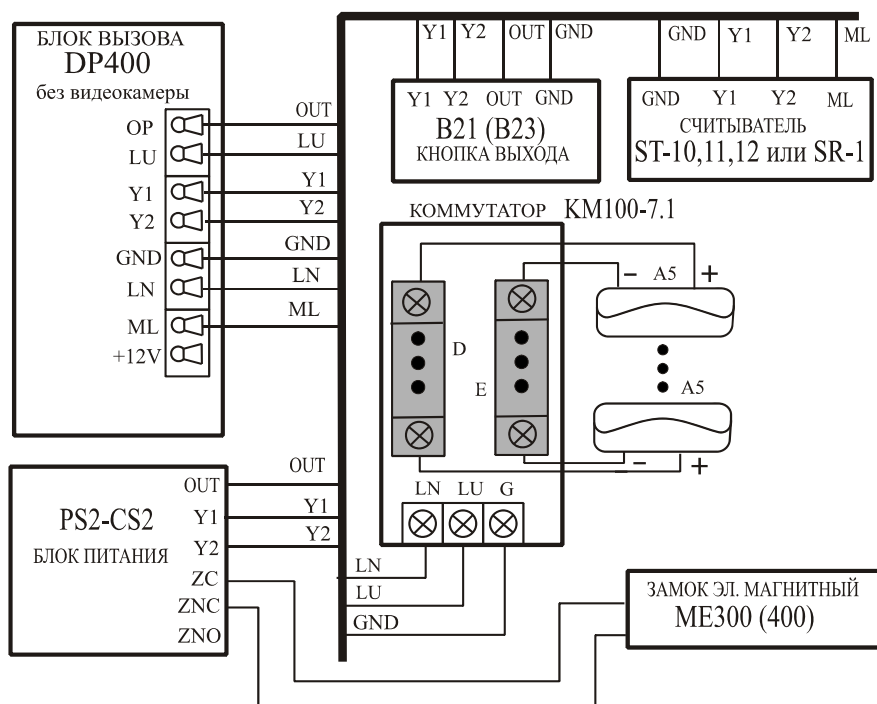 БЛОК ВЫЗОВА
DP400
без видеокамеры
OP
LU
Y1
Y2
GND
LN
ML
+12V
OUT
LU
Y1
Y2
GND
LN
ML
Y1 Y2 OUT GND
Y1 Y2 OUT GND
B21 (B23)
КНОПКА ВЫХОДА
GND Y1 Y2 ML
GND Y1 Y2 ML
СЧИТЫВАТЕЛЬ
ST-10,11,12 или SR-1
КОММУТАТОР KM100-7.1
D
E
LN LU G
- A5 +
A5
- +
PS2-CS2
БЛОК ПИТАНИЯ
OUT
Y1
Y2
ZC
ZNC
ZNO
OUT
Y1
Y2
LN
LU
GND
ЗАМОК ЭЛ. МАГНИТНЫЙ
ME300 (400)